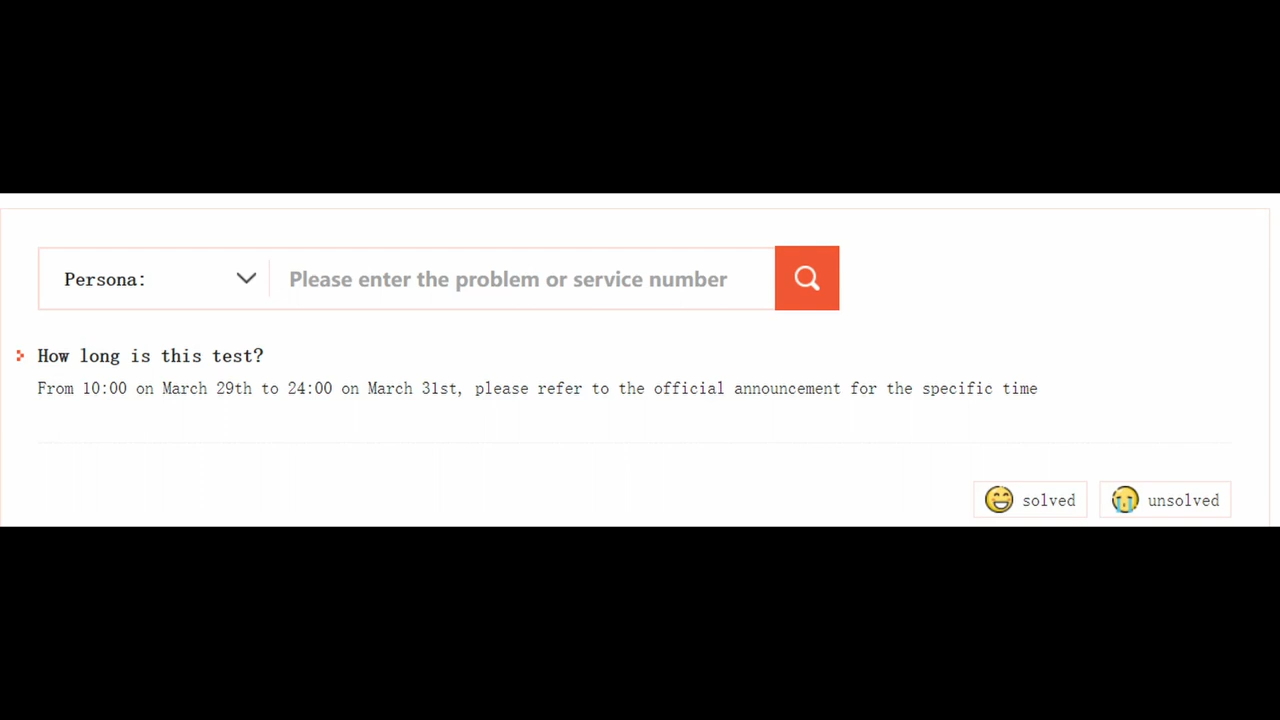 Persona:
Please enter the problem or service number
How long is this test?
From 10:00 on March 29th to 24:00 on March 31st, please refer to the official announcement for the specific time
solved
unsolved